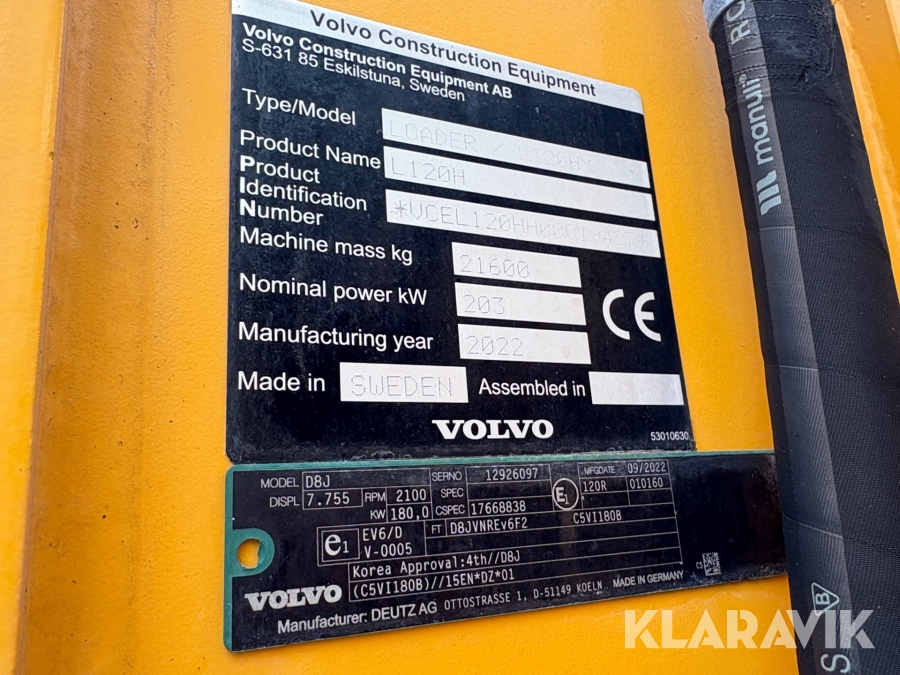 Volvo Construction Equipment
Volvo Construction Equipment AB
S-631 85 Eskilstuna, Sweden
Type/Model LOADER / L120H
Product Name L120H
Product
Identification
Number
Machine mass kg 21600
Nominal power kW 203
Manufacturing year 2022
Made in SWEDEN Assembled in
CE
VOLVO
53010630
MODEL D8J SERNO 12926097 MFGDATE 09/2022
DISPL 7.755 RPM 2100 SPEC E1 120R 010160
KW 180,0 CSPEC 17668838
e1 EV6/D FT D8JVNREv6F2 C5VI180B
V-0005
Korea Approval:4th//D8J
(C5VI180B)//15EN*DZ*01
VOLVO
Manufacturer: DEUTZ AG OTTOSTRASSE 1, D-51149 KOELN MADE IN GERMANY
manuli
KLARAVIK